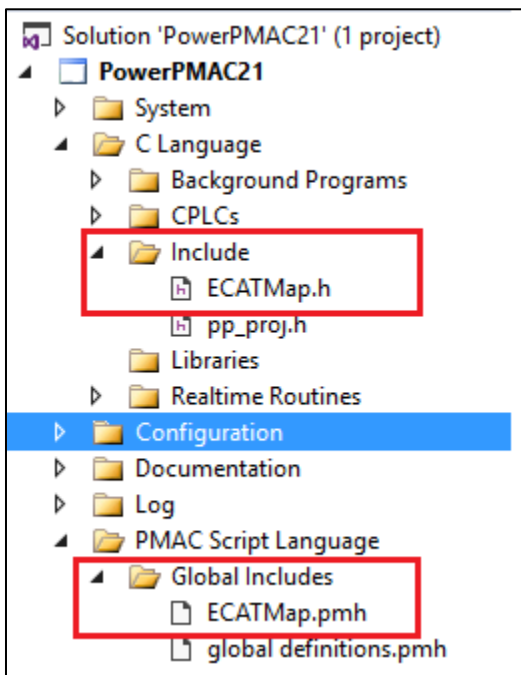 Solution 'PowerPMAC21' (1 project)
PowerPMAC21
System
C Language
Background Programs
CPLCs
Include
ECATMap.h
pp_proj.h
Libraries
Realtime Routines
Configuration
Documentation
Log
PMAC Script Language
Global Includes
ECATMap.pmh
global definitions.pmh